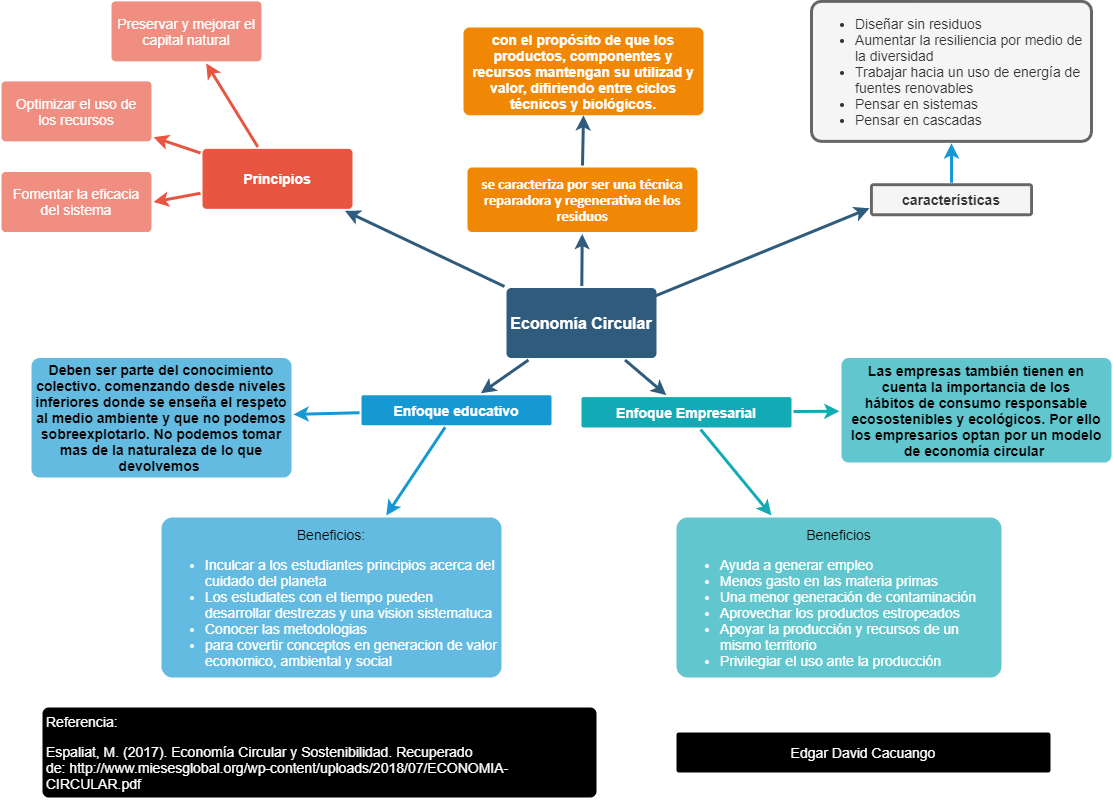 Preservar y mejorar el
capital natural
Optimizar el uso de
los recursos
Fomentar la eficacia
del sistema
Principios
con el propósito de que los
productos, componentes y
recursos mantengan su utilizad y
valor, difiriendo entre ciclos
técnicos y biológicos.
se caracteriza por ser una técnica
reparadora y regenerativa de los
residuos
• Diseñar sin residuos
• Aumentar la resiliencia por medio de
la diversidad
• Trabajar hacia un uso de energía de
fuentes renovables
• Pensar en sistemas
• Pensar en cascadas
características
Economía Circular
Deben ser parte del conocimiento
colectivo. comenzando desde niveles
inferiores donde se enseña el respeto
al medio ambiente y que no podemos
sobreexplotarlo. No podemos tomar
mas de la naturaleza de lo que
devolvemos
Enfoque educativo
Enfoque Empresarial
Las empresas también tienen en
cuenta la importancia de los
hábitos de consumo responsable
ecosostenibles y ecológicos. Por ello
los empresarios optan por un modelo
de economía circular
Beneficios:
• Inculcar a los estudiantes principios acerca del
cuidado del planeta
• Los estudiates con el tiempo pueden
desarrollar destrezas y una vision sistematuca
• Conocer las metodologias
• para covertir conceptos en generacion de valor
economico, ambiental y social
Beneficios
• Ayuda a generar empleo
• Menos gasto en las materia primas
• Una menor generación de contaminación
• Aprovechar los productos estropeados
• Apoyar la producción y recursos de un
mismo territorio
• Privilegiar el uso ante la producción
Referencia:
Espaliat, M. (2017). Economía Circular y Sostenibilidad. Recuperado
de: http://www.miesesglobal.org/wp-content/uploads/2018/07/ECONOMIA-
CIRCULAR.pdf
Edgar David Cacuango